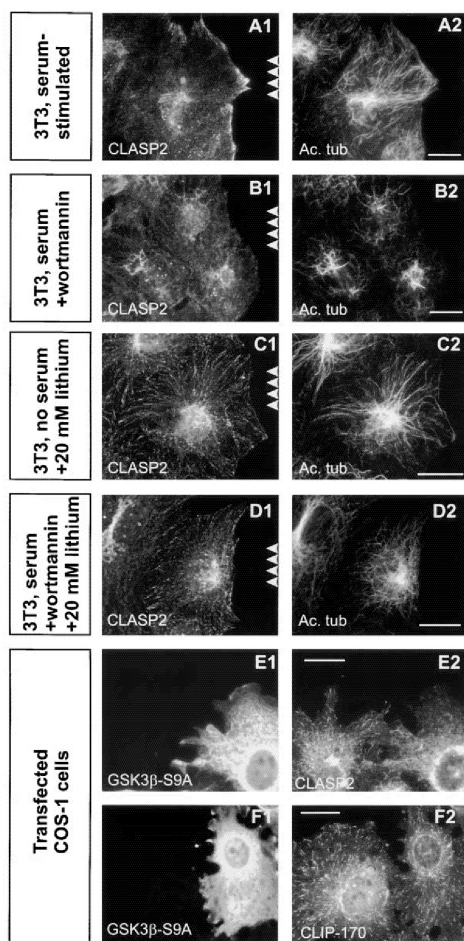 3T3, serum-
stimulated
A1
CLASP2
A2
Ac. tub
3T3, serum
+wortmannin
B1
CLASP2
B2
Ac. tub
3T3, no serum
+20 mM lithium
C1
CLASP2
C2
Ac. tub
3T3, serum
+wortmannin
+20 mM lithium
D1
CLASP2
D2
Ac. tub
Transfected
COS-1 cells
E1
GSK3β-S9A
E2
CLASP2
F1
GSK3β-S9A
F2
CLIP-170